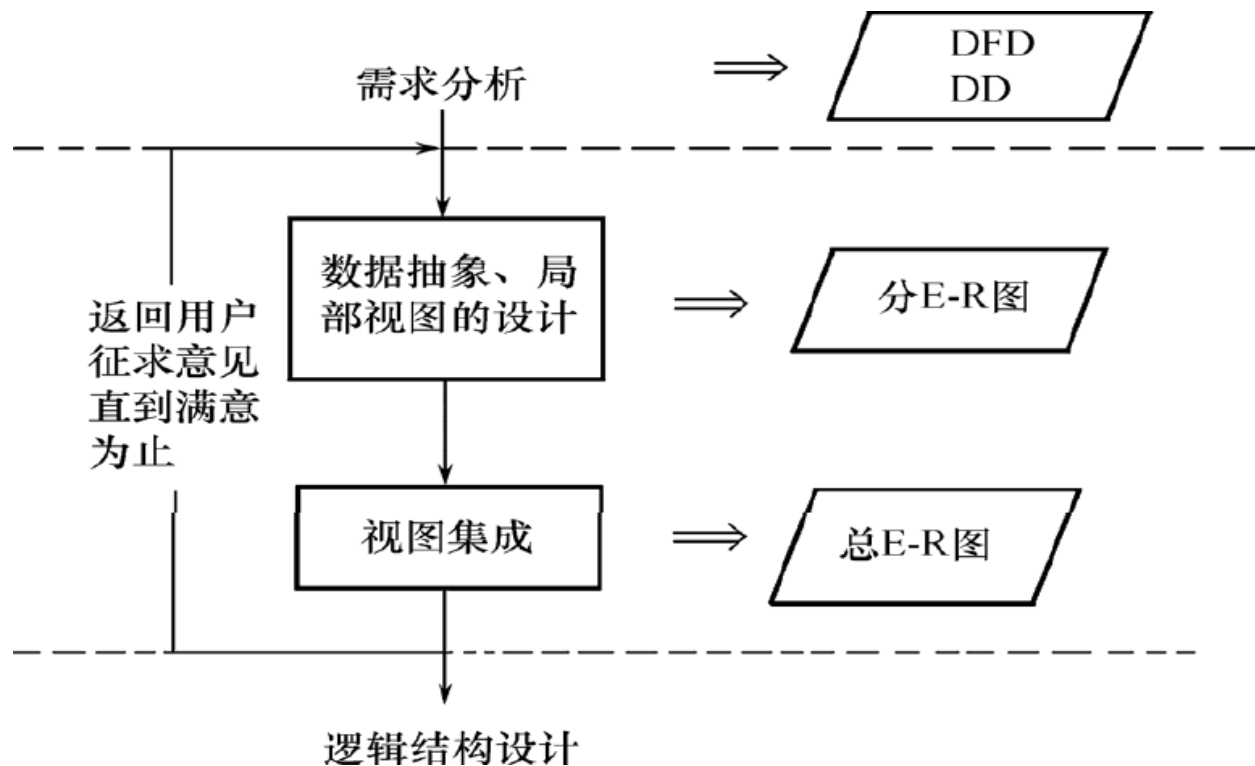 需求分析
DFD
DD
数据抽象、局
部视图的设计
分E-R图
返回用户
征求意见
直到满意
为止
视图集成
总E-R图
逻辑结构设计